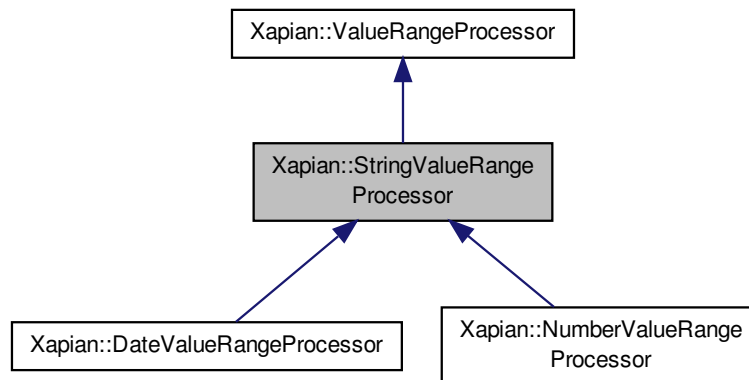 Xapian::ValueRangeProcessor
Xapian::StringValueRange
Processor
Xapian::DateValueRangeProcessor
Xapian::NumberValueRange
Processor